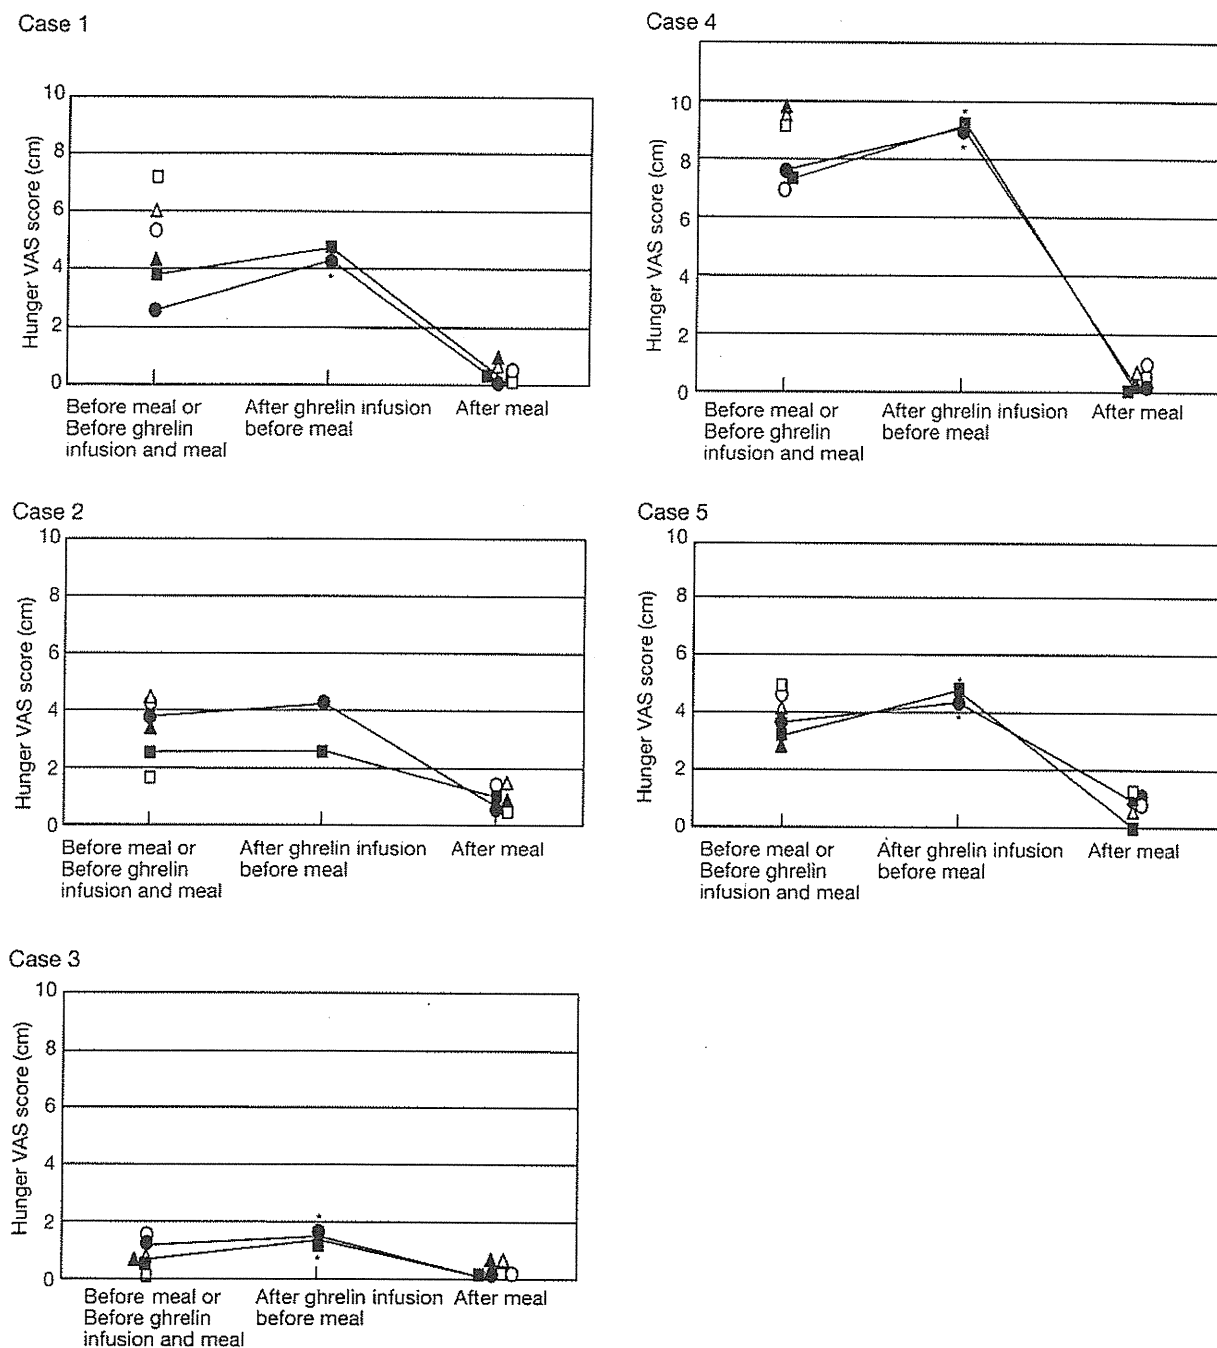 Case 1
Hunger VAS score (cm)
10
8
6
4
2
0
*
Before meal or
Before ghrelin
infusion and meal
After ghrelin infusion
before meal
After meal
Case 4
Hunger VAS score (cm)
10
8
6
4
2
0
*
*
Before meal or
Before ghrelin
infusion and meal
After ghrelin infusion
before meal
After meal
Case 2
Hunger VAS score (cm)
10
8
6
4
2
0
Before meal or
Before ghrelin
infusion and meal
After ghrelin infusion
before meal
After meal
Case 5
Hunger VAS score (cm)
10
8
6
4
2
0
*
*
Before meal or
Before ghrelin
infusion and meal
After ghrelin infusion
before meal
After meal
Case 3
Hunger VAS score (cm)
10
8
6
4
2
0
*
*
Before meal or
Before ghrelin
infusion and meal
After ghrelin infusion
before meal
After meal